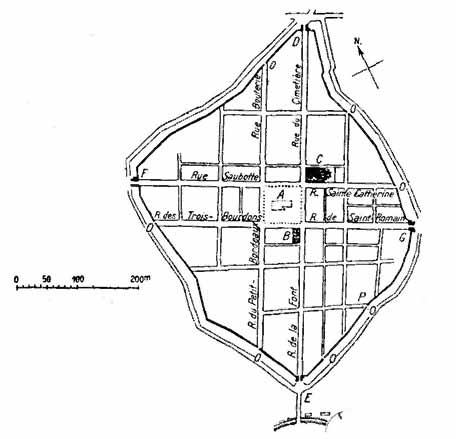 D
N.
O
Rue Bouterie
Rue du Cimetière
O
C
F
Rue Saubotte
A
R. Sainte Catherine
O
R. des Trois-Bourdons
R. de Saint Romain
O
B
G
R. du Petit-Bordeaux
R. de la Font
P
0 50 100 200m
O
O
O
O
E